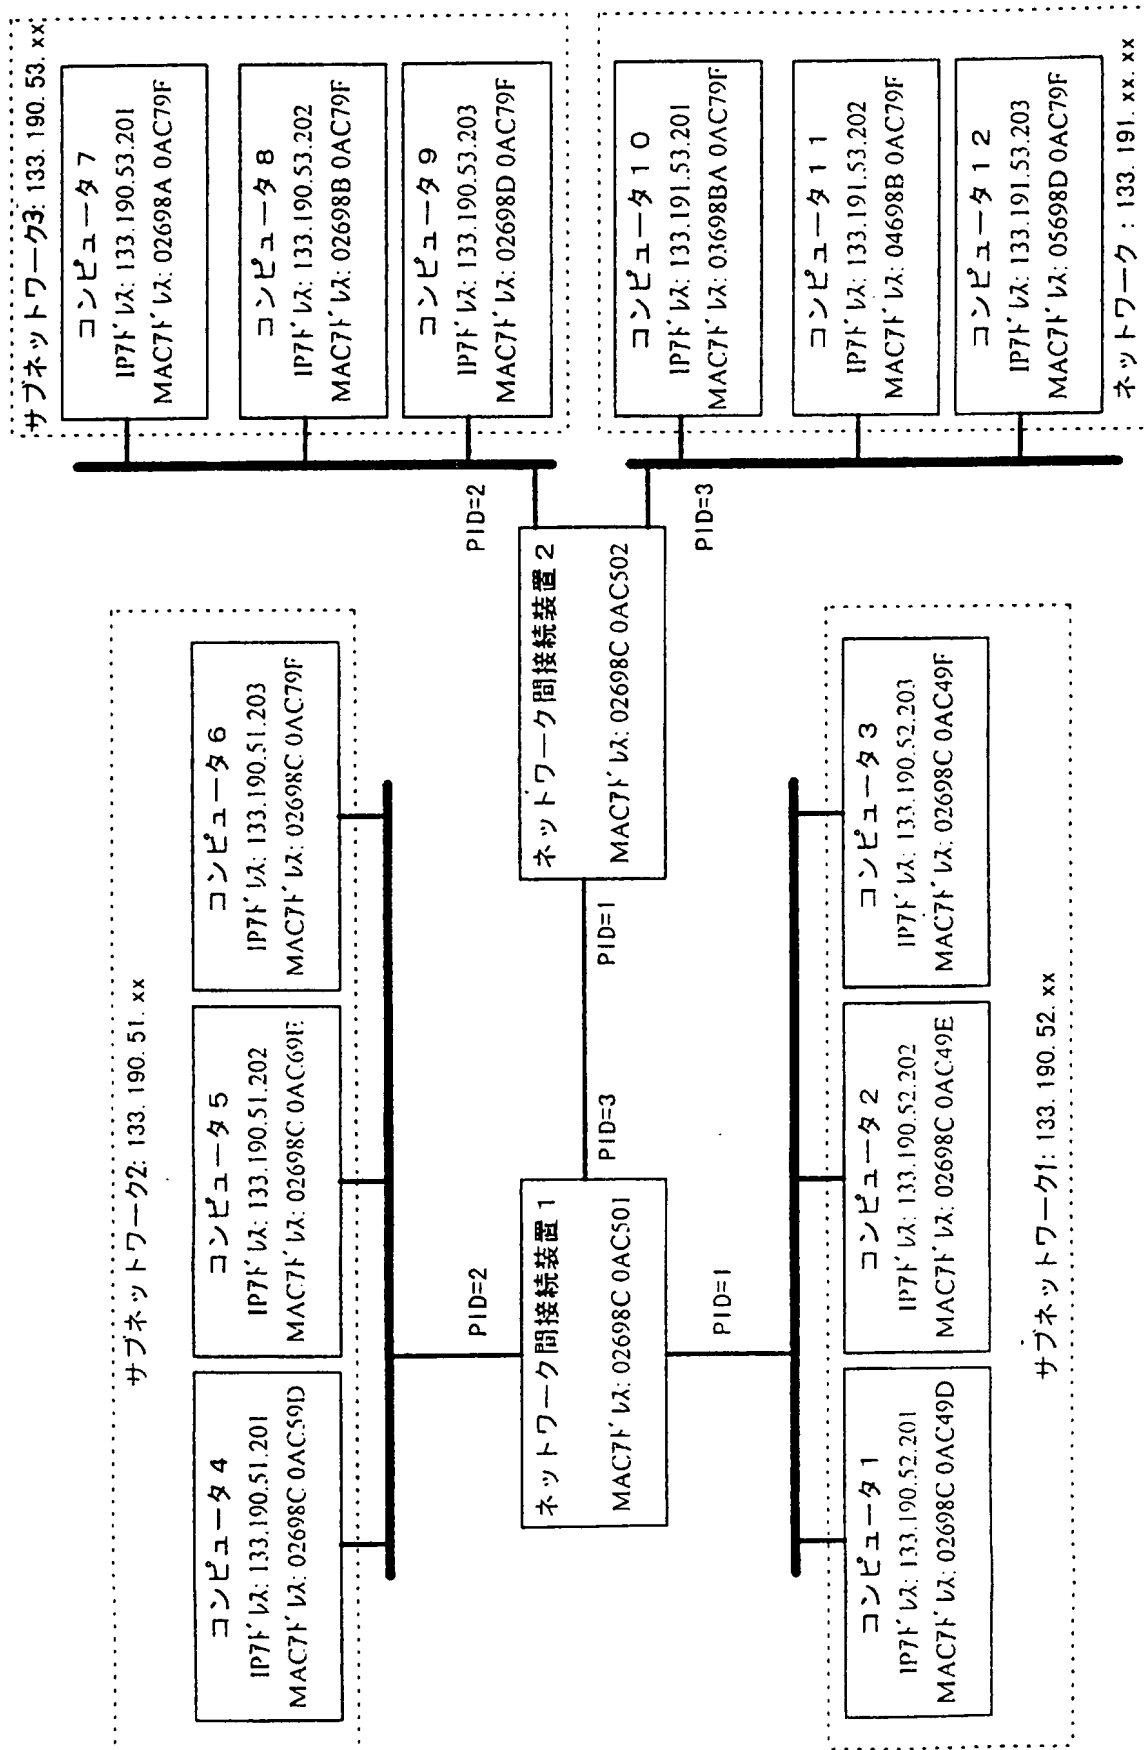 サブネットワーク2: 133. 190. 51. xx
コンピュータ4
IPアドレス: 133.190.51.201
MACアドレス: 02698C 0AC59D
コンピュータ5
IPアドレス: 133.190.51.202
MACアドレス: 02698C 0AC69E
コンピュータ6
IPアドレス: 133.190.51.203
MACアドレス: 02698C 0AC79F
サブネットワーク3: 133. 190. 53. xx
コンピュータ7
IPアドレス: 133.190.53.201
MACアドレス: 02698A 0AC79F
コンピュータ8
IPアドレス: 133.190.53.202
MACアドレス: 02698B 0AC79F
コンピュータ9
IPアドレス: 133.190.53.203
MACアドレス: 02698D 0AC79F
PID=2
PID=2
ネットワーク間接続装置1
MACアドレス: 02698C 0AC501
PID=3
PID=1
ネットワーク間接続装置2
MACアドレス: 02698C 0AC502
PID=1
PID=3
コンピュータ10
IPアドレス: 133.191.53.201
MACアドレス: 03698BA 0AC79F
コンピュータ11
IPアドレス: 133.191.53.202
MACアドレス: 04698B 0AC79F
コンピュータ12
IPアドレス: 133.191.53.203
MACアドレス: 05698D 0AC79F
ネットワーク : 133. 191. xx. xx
コンピュータ1
IPアドレス: 133.190.52.201
MACアドレス: 02698C 0AC49D
コンピュータ2
IPアドレス: 133.190.52.202
MACアドレス: 02698C 0AC49E
コンピュータ3
IPアドレス: 133.190.52.203
MACアドレス: 02698C 0AC49F
サブネットワーク1: 133. 190. 52. xx